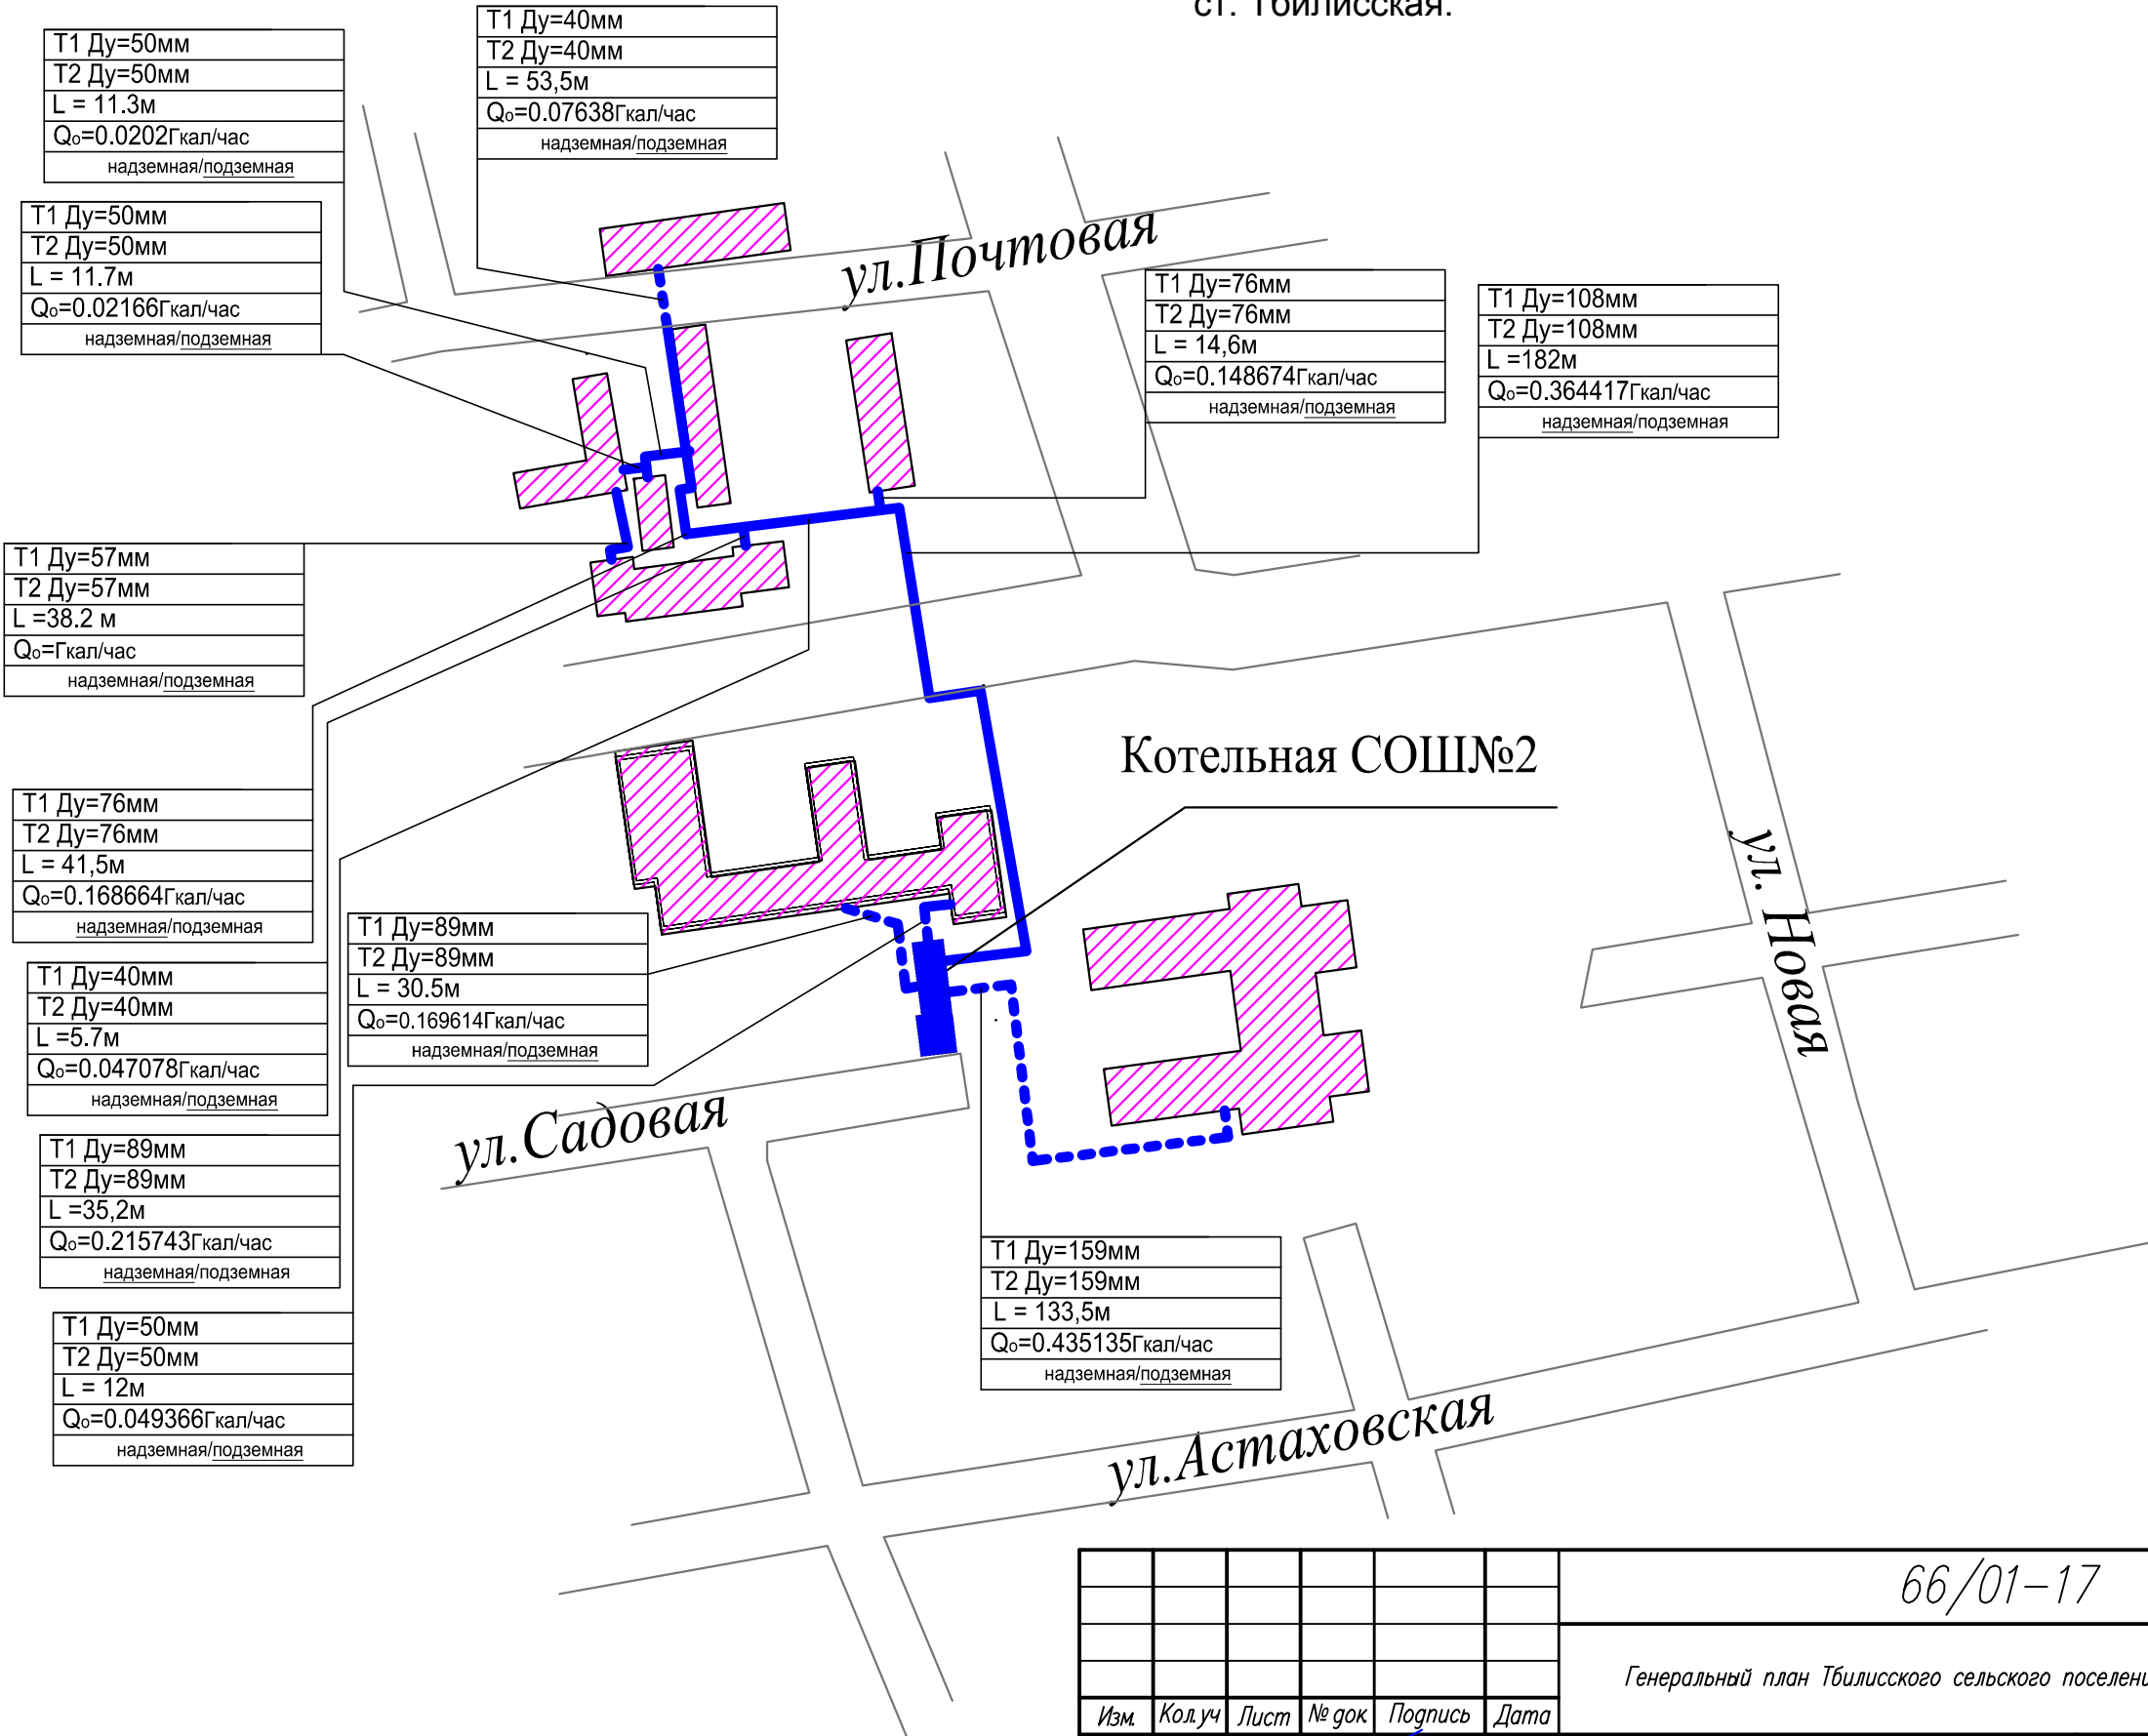 ст. Тбилисская.
Т1 Ду=50мм
Т2 Ду=50мм
L = 11.3м
Qо=0.0202Гкал/час
надземная/подземная
Т1 Ду=40мм
Т2 Ду=40мм
L = 53,5м
Qо=0.07638Гкал/час
надземная/подземная
Т1 Ду=50мм
Т2 Ду=50мм
L = 11.7м
Qо=0.02166Гкал/час
надземная/подземная
ул.Почтовая
Т1 Ду=76мм
Т2 Ду=76мм
L = 14,6м
Qо=0.148674Гкал/час
надземная/подземная
Т1 Ду=108мм
Т2 Ду=108мм
L =182м
Qо=0.364417Гкал/час
надземная/подземная
Т1 Ду=57мм
Т2 Ду=57мм
L =38.2 м
Qо=Гкал/час
надземная/подземная
Котельная СОШ№2
Т1 Ду=76мм
Т2 Ду=76мм
L = 41,5м
Qо=0.168664Гкал/час
надземная/подземная
ул. Новая
Т1 Ду=89мм
Т2 Ду=89мм
L = 30.5м
Qо=0.169614Гкал/час
надземная/подземная
Т1 Ду=40мм
Т2 Ду=40мм
L =5.7м
Qо=0.047078Гкал/час
надземная/подземная
ул.Садовая
Т1 Ду=89мм
Т2 Ду=89мм
L =35,2м
Qо=0.215743Гкал/час
надземная/подземная
Т1 Ду=159мм
Т2 Ду=159мм
L = 133,5м
Qо=0.435135Гкал/час
надземная/подземная
Т1 Ду=50мм
Т2 Ду=50мм
L = 12м
Qо=0.049366Гкал/час
надземная/подземная
ул.Астаховская
66/01-17
Генеральный план Тбилисского сельского поселени
Изм. Кол.уч Лист № док Подпись Дата